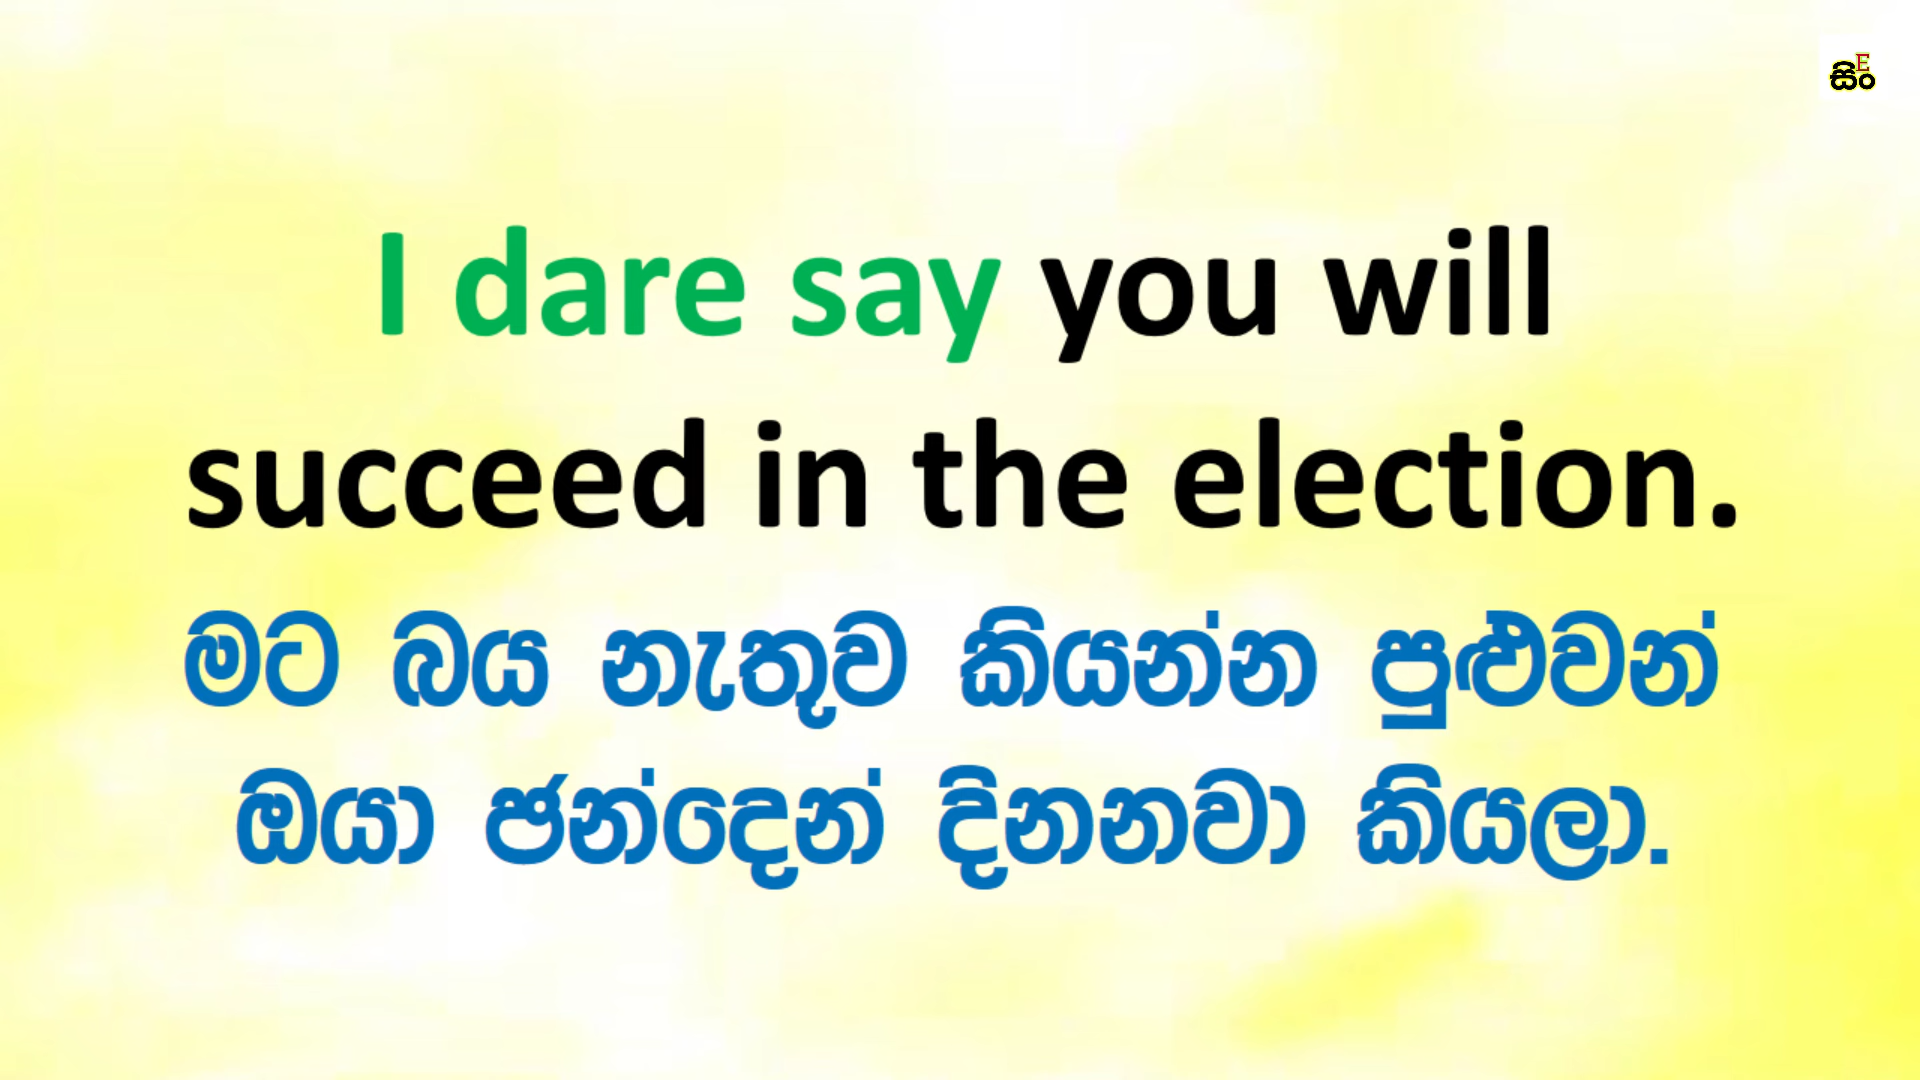 සිංE
I dare say you will
succeed in the election.
මට බය නැතුව කියන්න පුළුවන්
ඔයා ඡන්දෙන් දිනනවා කියලා.